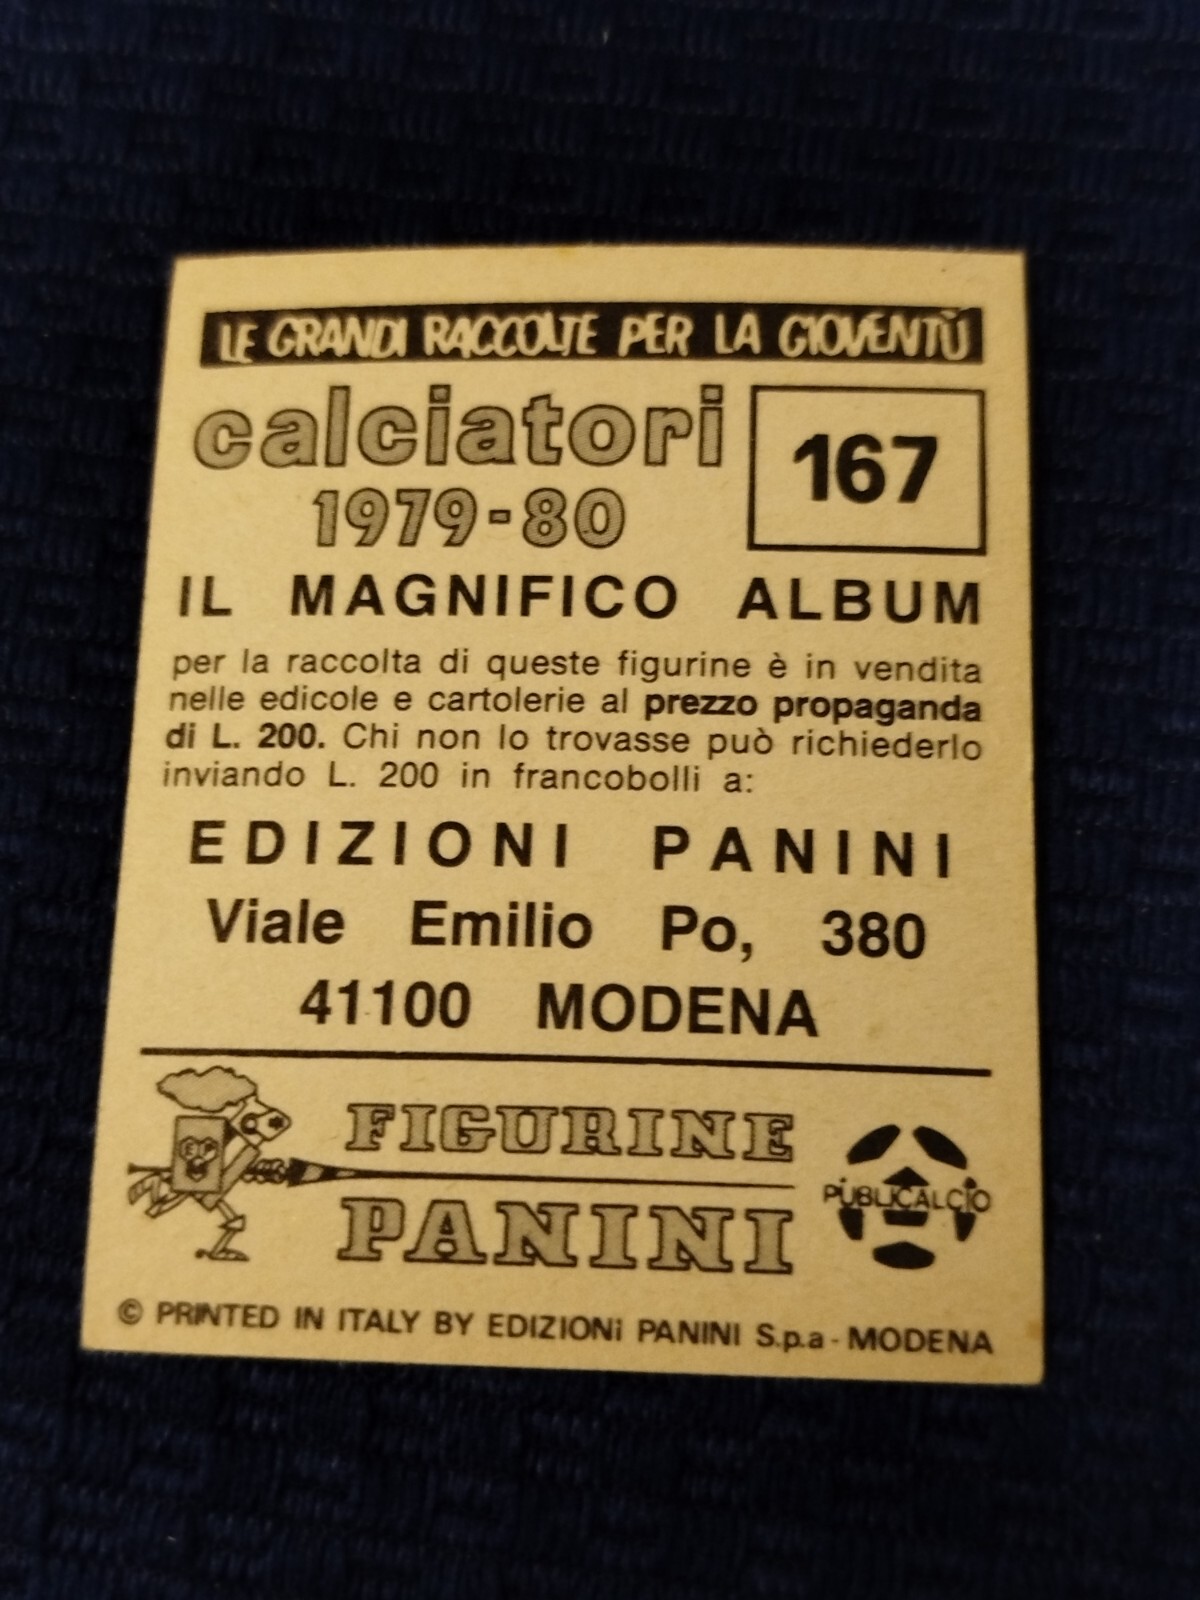 LE GRANDI RACCOLTE PER LA GIOVENTÙ
calciatori
1979-80
167
IL MAGNIFICO ALBUM
per la raccolta di queste figurine è in vendita
nelle edicole e cartolerie al prezzo propaganda
di L. 200. Chi non lo trovasse può richiederlo
inviando L. 200 in francobolli a:
EDIZIONI PANINI
Viale Emilio Po, 380
41100 MODENA
FIGURINE
PANINI
PUBLICALCIO
© PRINTED IN ITALY BY EDIZIONi PANINI S.p.a - MODENA